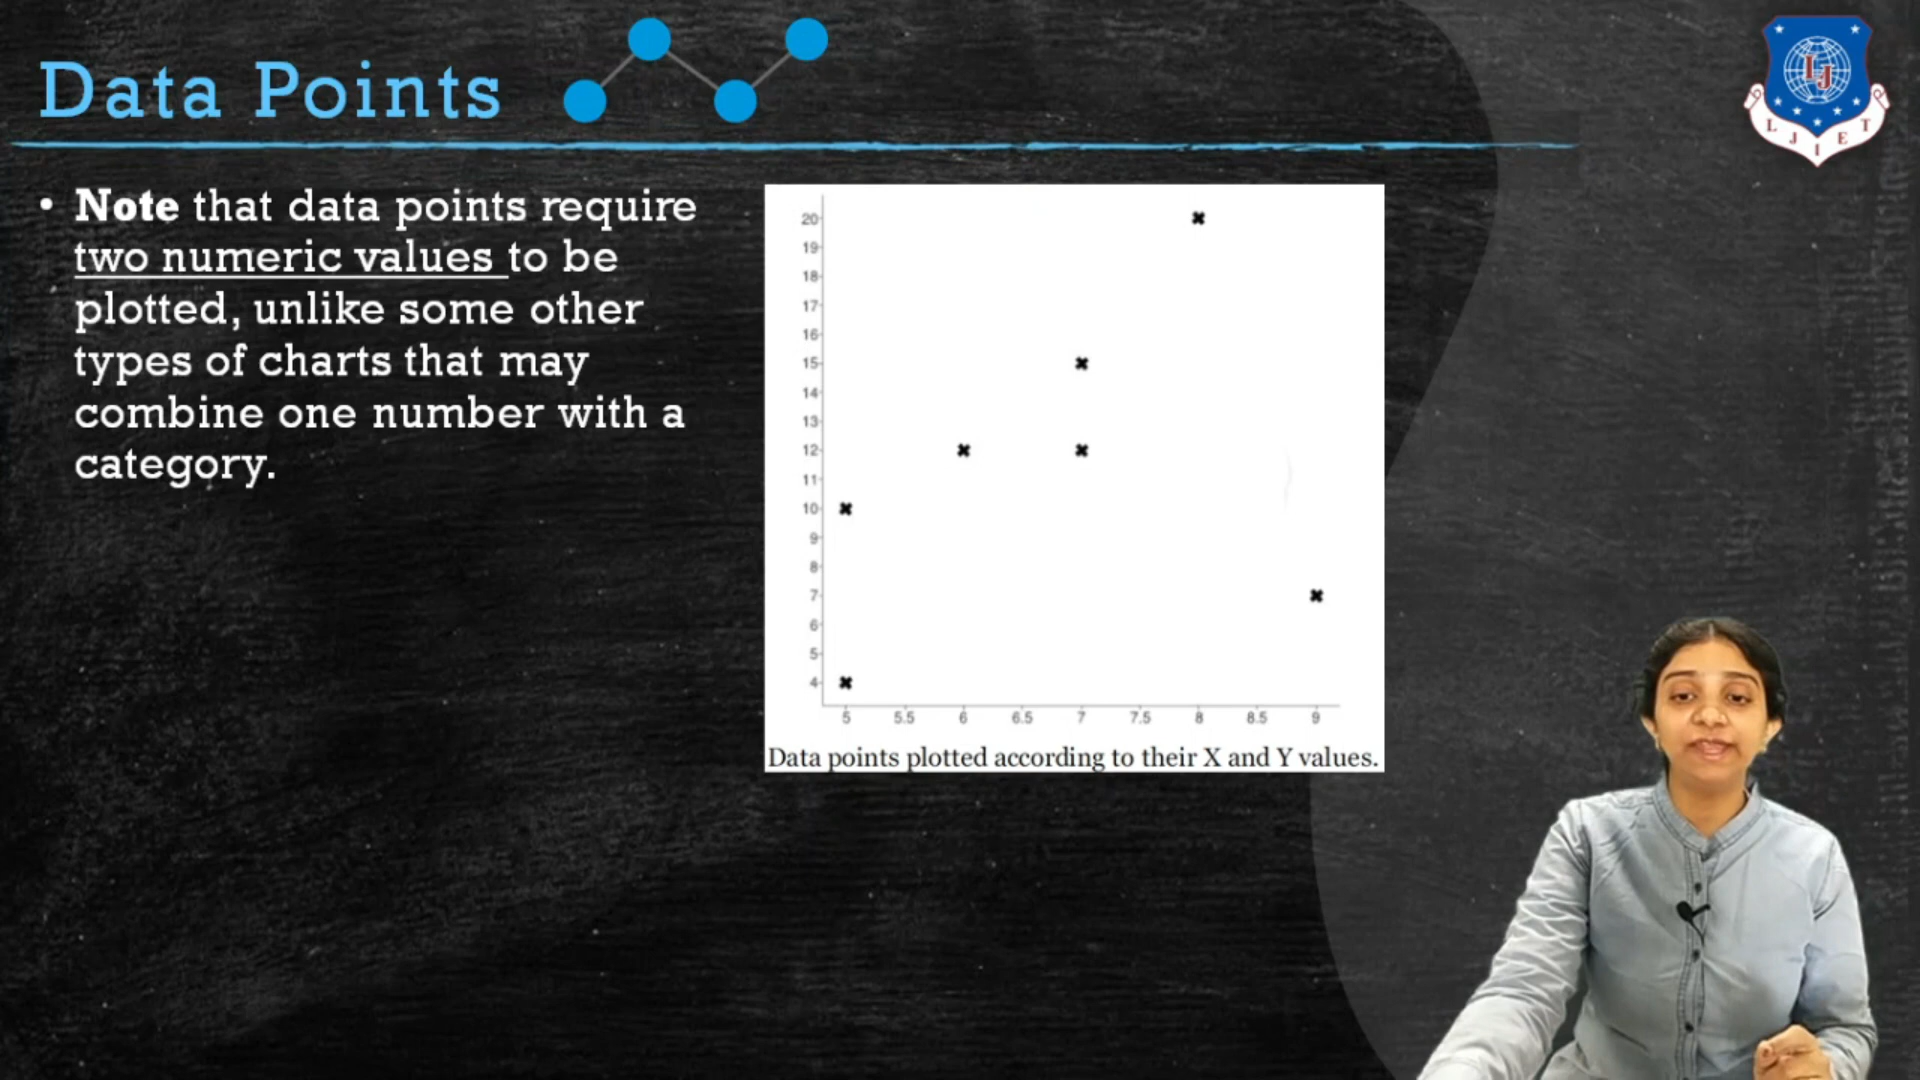 Data Points
LJ
L J I E T
• Note that data points require
two numeric values to be
plotted, unlike some other
types of charts that may
combine one number with a
category.
20
19
18
17
16
15
14
13
12
11
10
9
8
7
6
5
4
5 5.5 6 6.5 7 7.5 8 8.5 9
Data points plotted according to their X and Y values.